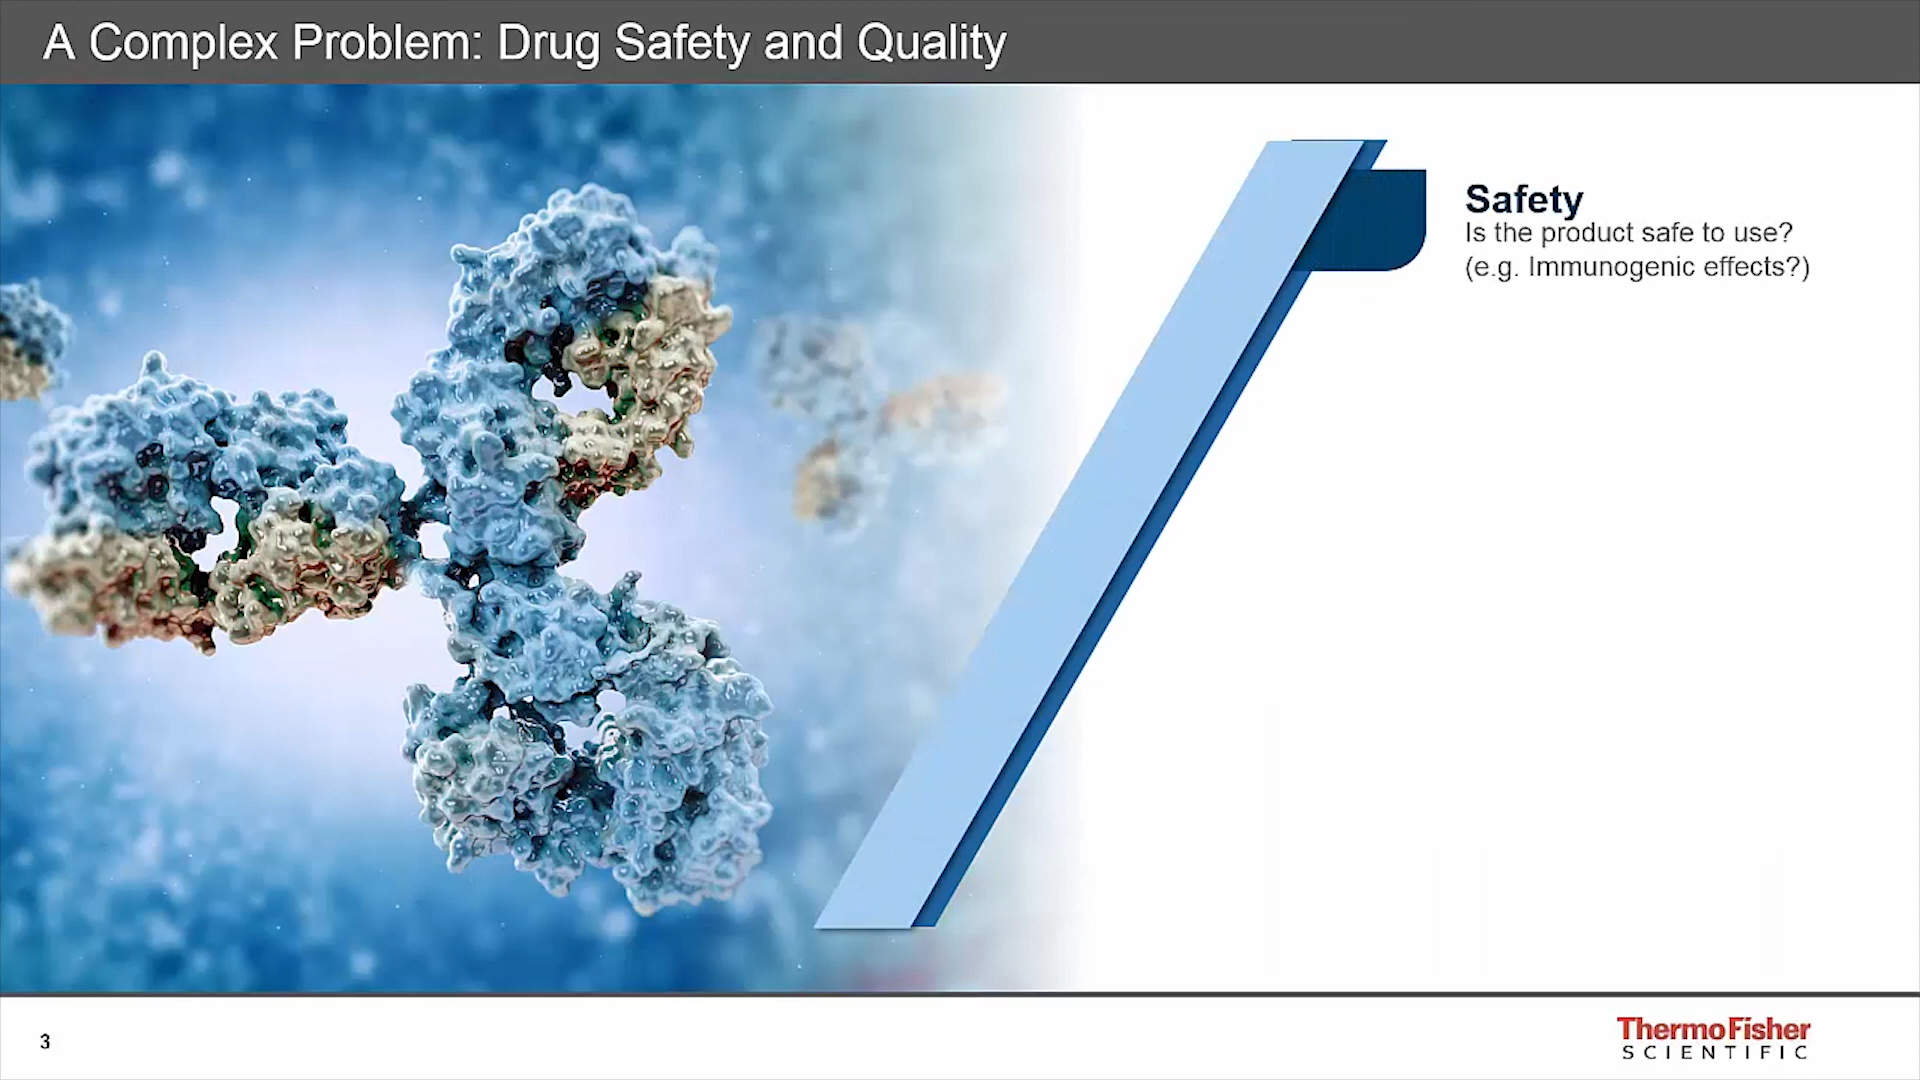 A Complex Problem: Drug Safety and Quality
Safety
Is the product safe to use?
(e.g. Immunogenic effects?)
3
ThermoFisher
SCIENTIFIC